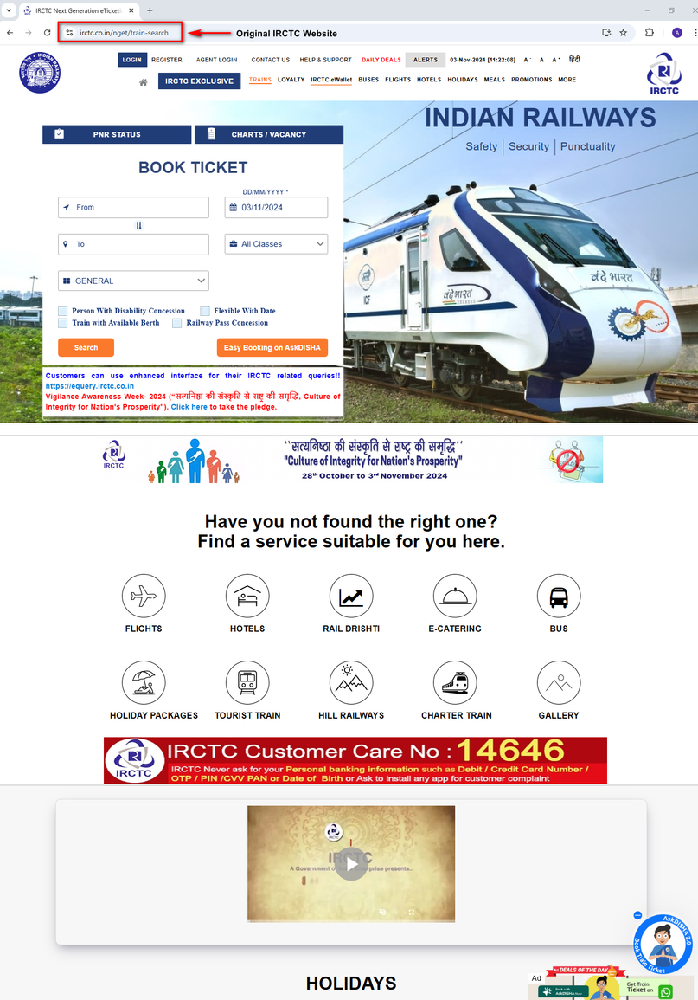 IRCTC Next Generation eTicket
irctc.co.in/nget/train-search
Original IRCTC Website
A
INDIAN RAILWAYS
LOGIN REGISTER AGENT LOGIN CONTACT US HELP & SUPPORT DAILY DEALS ALERTS 03-Nov-2024 [11:22:08] A- A A+ हिंदी
IRCTC EXCLUSIVE TRAINS LOYALTY IRCTC eWallet BUSES FLIGHTS HOTELS HOLIDAYS MEALS PROMOTIONS MORE
IRCTC
INDIAN RAILWAYS
Safety | Security | Punctuality
PNR STATUS CHARTS / VACANCY
BOOK TICKET
DD/MM/YYYY *
From 03/11/2024
To All Classes
GENERAL
Person With Disability Concession Flexible With Date
Train with Available Berth Railway Pass Concession
Search Easy Booking on AskDISHA
ICF
वंदे भारत
EXPRESS
वंदे भारत
Customers can use enhanced interface for their IRCTC related queries!!
https://equery.irctc.co.in
Vigilance Awareness Week- 2024 (“सत्यनिष्ठा की संस्कृति से राष्ट्र की समृद्धि, Culture of
Integrity for Nation's Prosperity”). Click here to take the pledge.
IRCTC
``सत्यनिष्ठा की संस्कृति से राष्ट्र की समृद्धि''
"Culture of Integrity for Nation's Prosperity"
28th October to 3rd November 2024
Have you not found the right one?
Find a service suitable for you here.
FLIGHTS HOTELS RAIL DRISHTI E-CATERING BUS
HOLIDAY PACKAGES TOURIST TRAIN HILL RAILWAYS CHARTER TRAIN GALLERY
IRCTC
IRCTC Customer Care No : 14646
IRCTC Never ask for your Personal banking information such as Debit / Credit Card Number /
OTP / PIN /CVV PAN or Date of Birth or Ask to install any app for customer complaint
IRCTC
A Government of India Enterprise presents..
AskDISHA 2.0
Book Train Ticket
HOLIDAYS
Ad
DEALS OF THE DAY
Book with
AskDISHA Now
Get Train
Ticket on